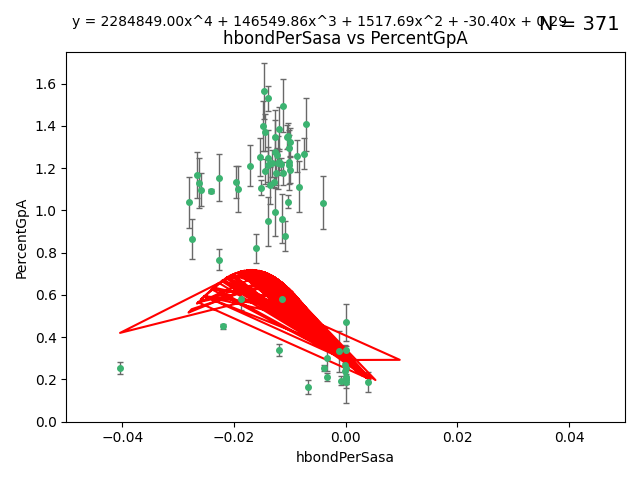 y = 2284849.00x^4 + 146549.86x^3 + 1517.69x^2 + -30.40x + 0.29
N = 371
hbondPerSasa vs PercentGpA
PercentGpA
1.6
1.4
1.2
1.0
0.8
0.6
0.4
0.2
0.0
−0.04 −0.02 0.00 0.02 0.04
hbondPerSasa